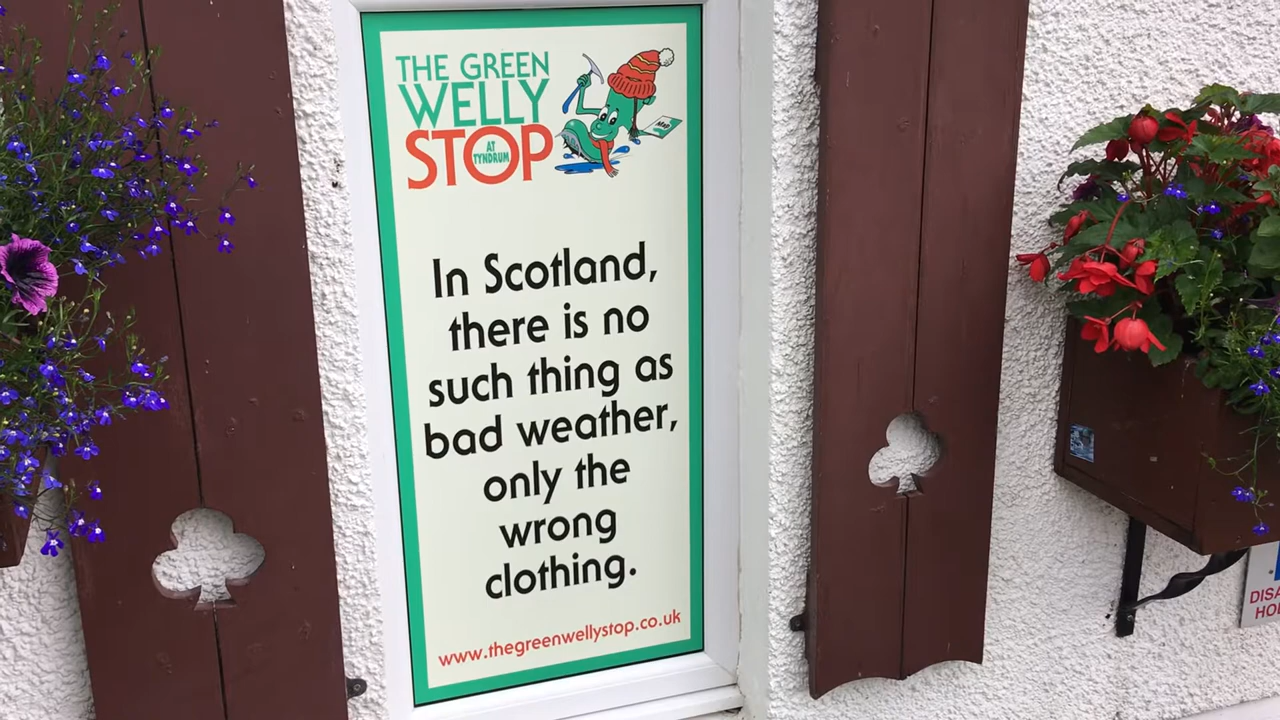 THE GREEN
WELLY
STOP
AT
TYNDRUM
MAP
In Scotland,
there is no
such thing as
bad weather,
only the
wrong
clothing.
www.thegreenwellystop.co.uk